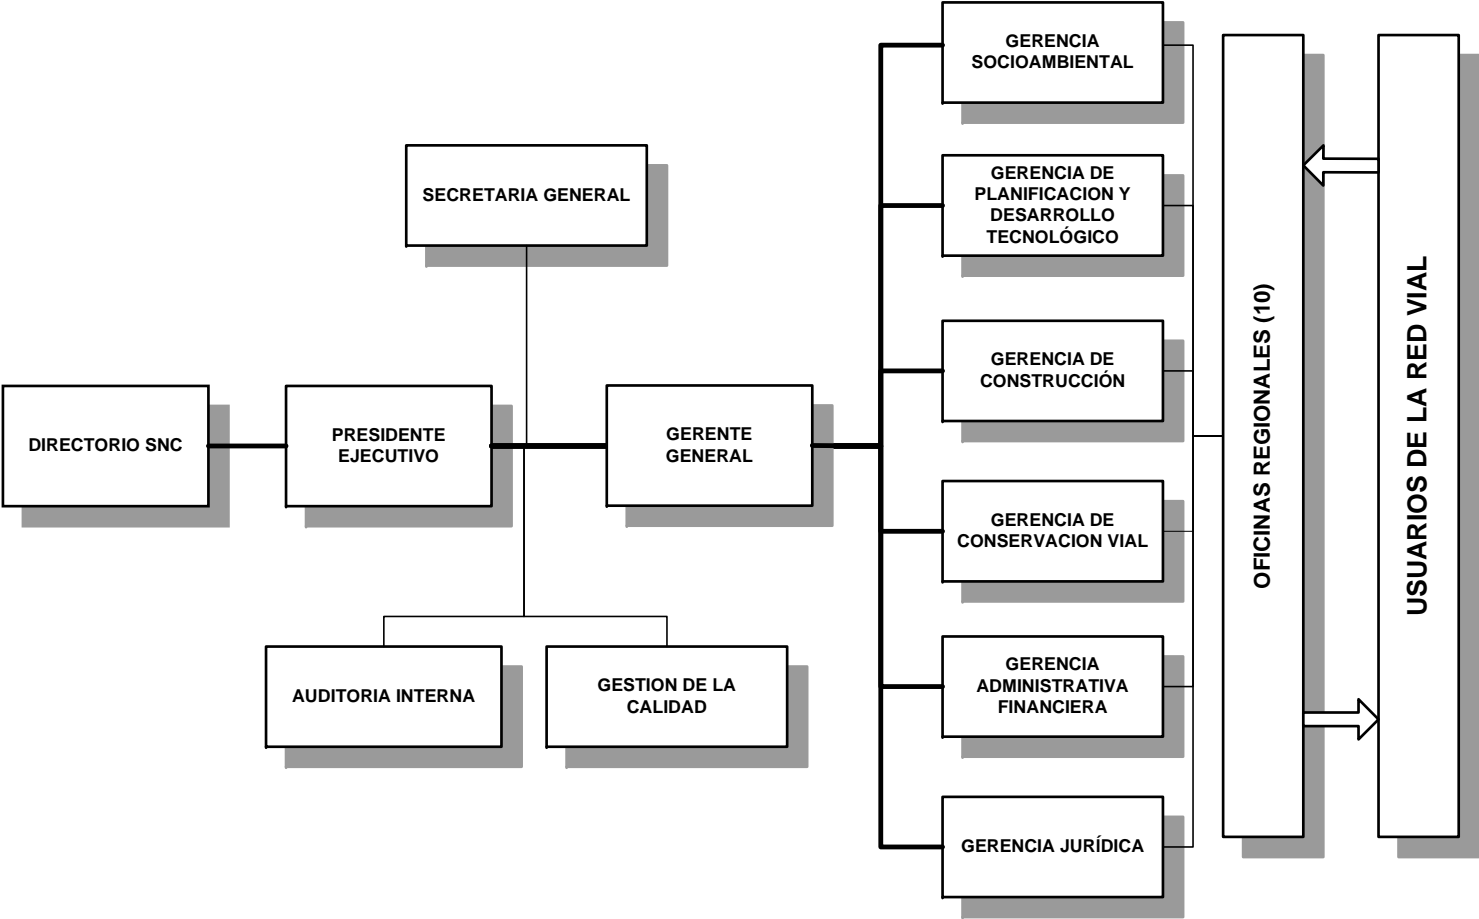 DIRECTORIO SNC
PRESIDENTE
EJECUTIVO
SECRETARIA GENERAL
AUDITORIA INTERNA
GESTION DE LA
CALIDAD
GERENTE
GENERAL
GERENCIA
SOCIOAMBIENTAL
GERENCIA DE
PLANIFICACION Y
DESARROLLO
TECNOLÓGICO
GERENCIA DE
CONSTRUCCIÓN
GERENCIA DE
CONSERVACION VIAL
GERENCIA
ADMINISTRATIVA
FINANCIERA
GERENCIA JURÍDICA
OFICINAS REGIONALES (10)
USUARIOS DE LA RED VIAL